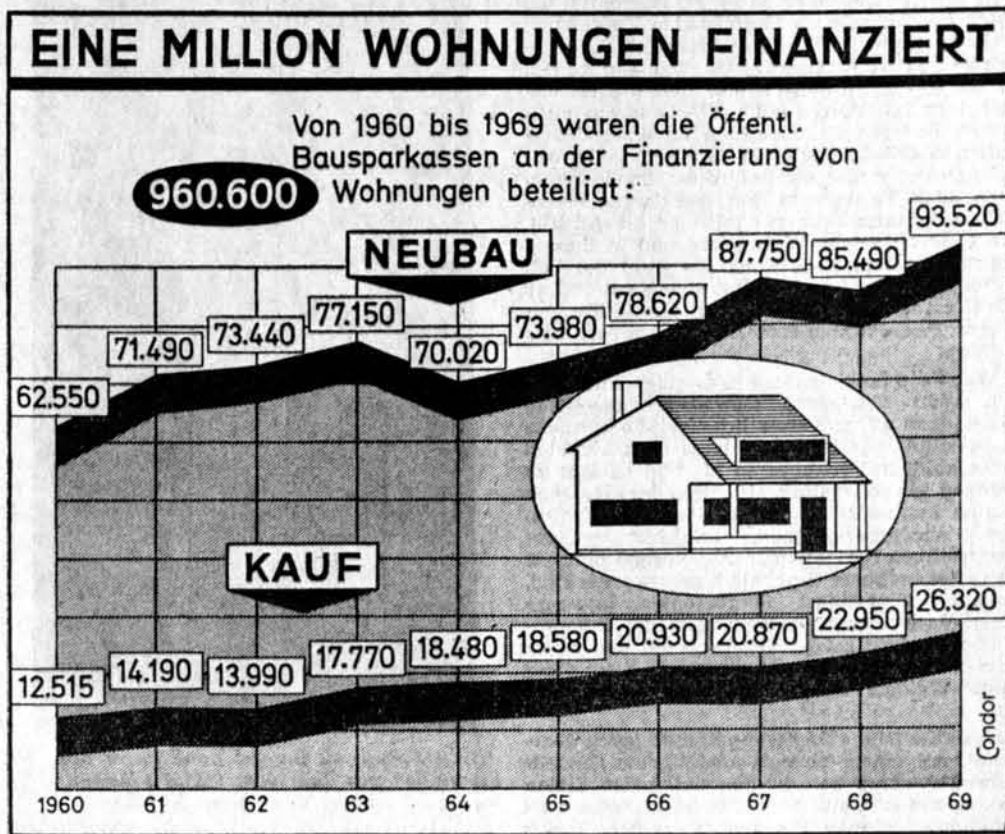 EINE MILLION WOHNUNGEN FINANZIERT
Von 1960 bis 1969 waren die Öffentl.
Bausparkassen an der Finanzierung von
960.600 Wohnungen beteiligt:
NEUBAU
62.550
71.490
73.440
77.150
70.020
73.980
78.620
87.750
85.490
93.520
KAUF
12.515
14.190
13.990
17.770
18.480
18.580
20.930
20.870
22.950
26.320
1960 61 62 63 64 65 66 67 68 69
Condor